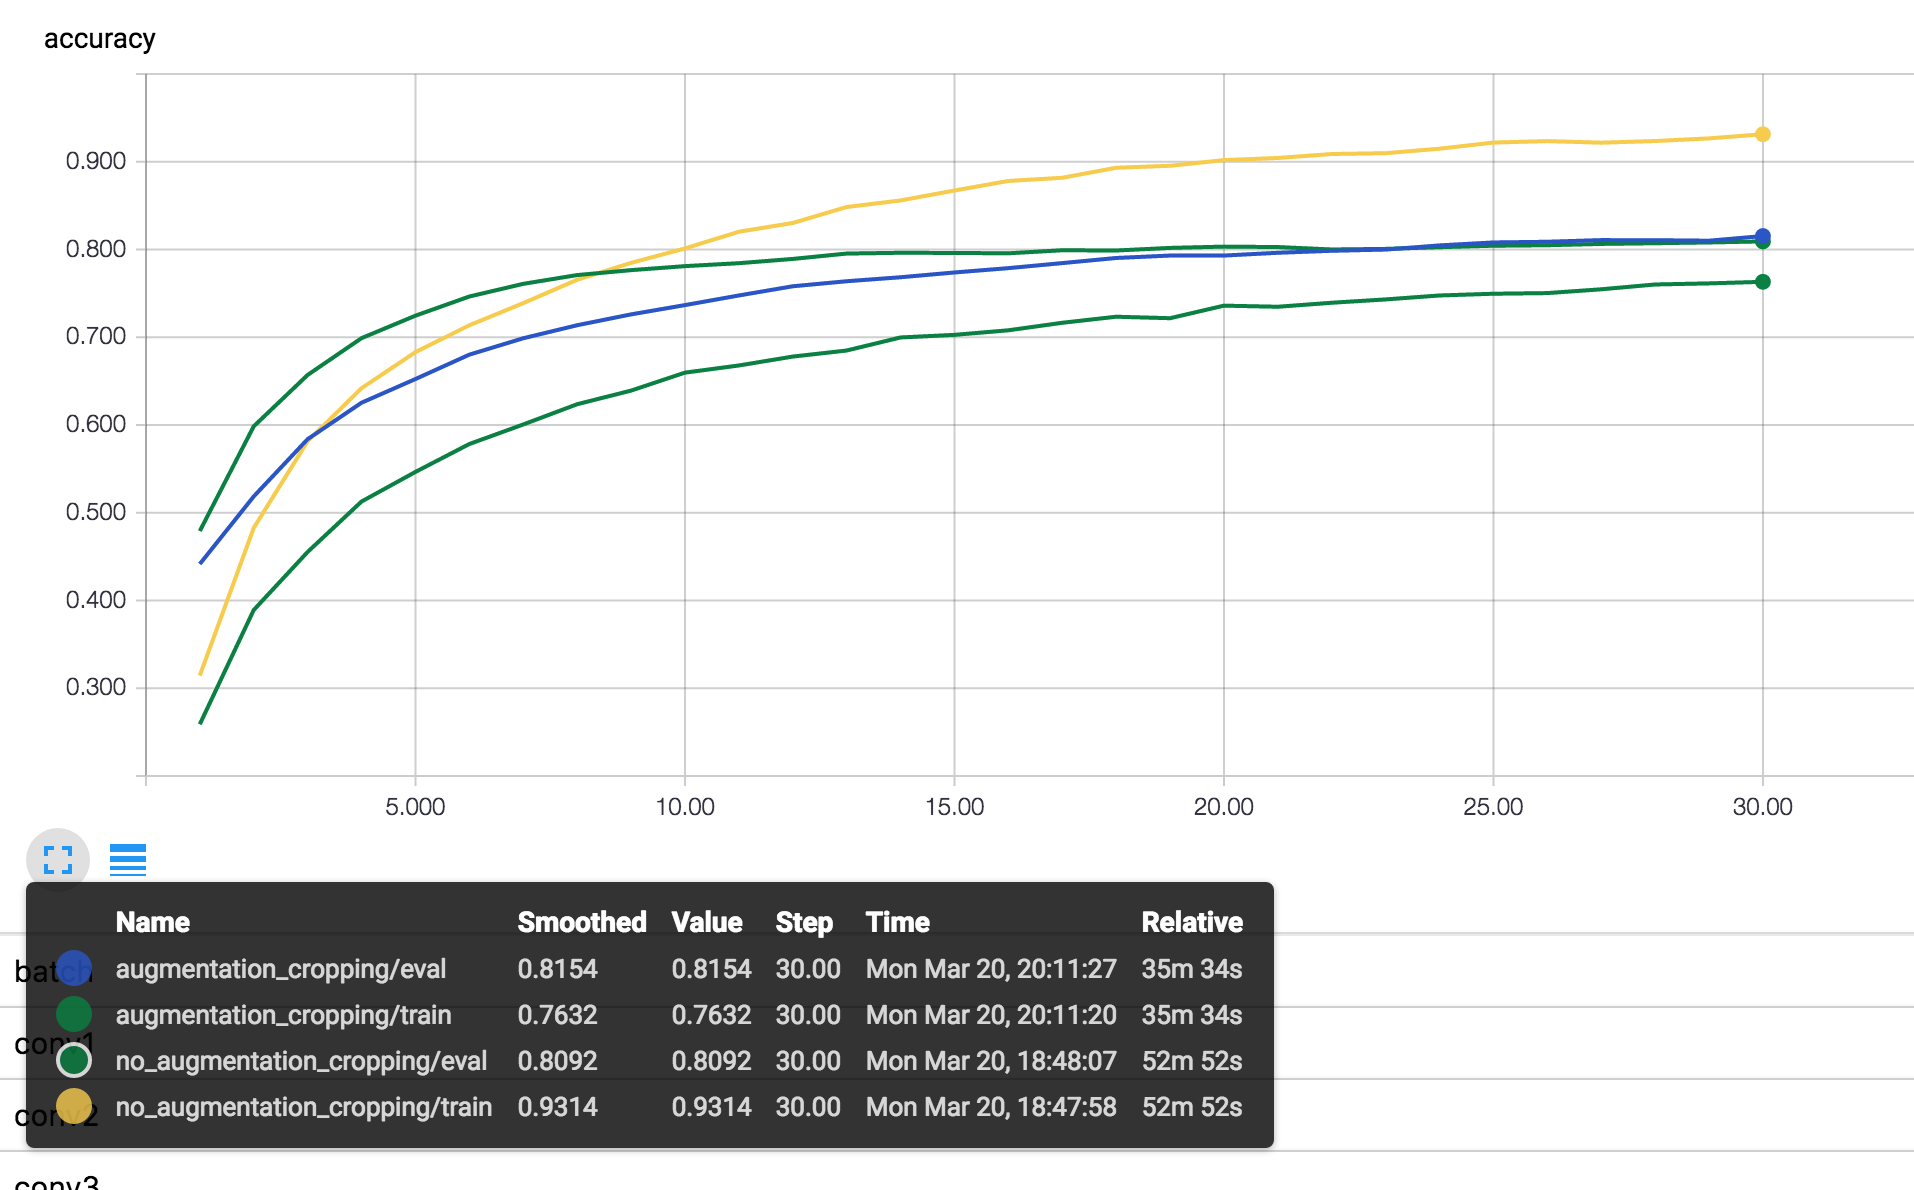 accuracy
0.900
0.800
0.700
0.600
0.500
0.400
0.300
5.000 10.00 15.00 20.00 25.00 30.00
Name Smoothed Value Step Time Relative
batch
augmentation_cropping/eval 0.8154 0.8154 30.00 Mon Mar 20, 20:11:27 35m 34s
augmentation_cropping/train 0.7632 0.7632 30.00 Mon Mar 20, 20:11:20 35m 34s
conv1
no_augmentation_cropping/eval 0.8092 0.8092 30.00 Mon Mar 20, 18:48:07 52m 52s
no_augmentation_cropping/train 0.9314 0.9314 30.00 Mon Mar 20, 18:47:58 52m 52s
conv2
conv3